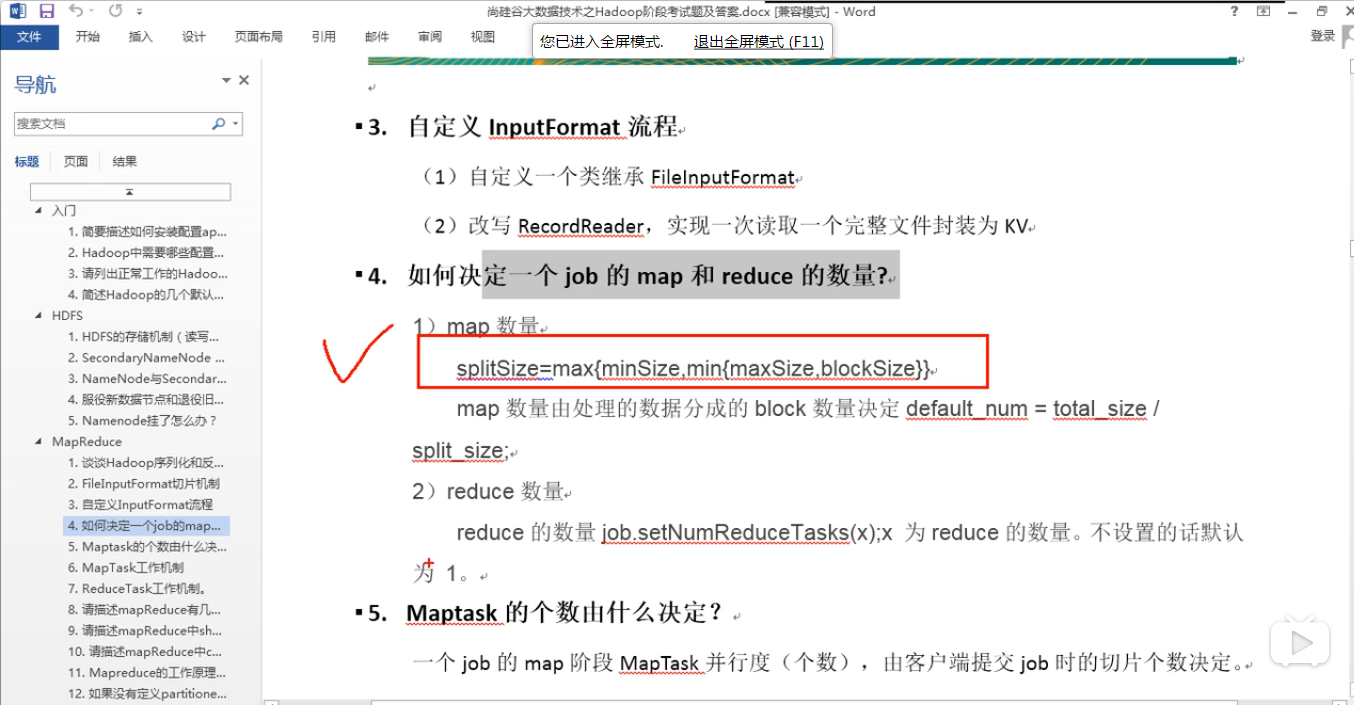 尚硅谷大数据技术之Hadoop阶段考试题及答案.docx [兼容模式] - Word
?
文件 开始 插入 设计 页面布局 引用 邮件 审阅 视图
登录
您已进入全屏模式. 退出全屏模式 (F11)
导航
搜索文档
标题 页面 结果
入门
1. 简要描述如何安装配置ap...
2. Hadoop中需要哪些配置...
3. 请列出正常工作的Hadoo...
4. 简述Hadoop的几个默认...
HDFS
1. HDFS的存储机制（读写...
2. SecondaryNameNode ...
3. NameNode与Secondar...
4. 服役新数据节点和退役旧...
5. Namenode挂了怎么办？
MapReduce
1. 谈谈Hadoop序列化和反...
2. FileInputFormat切片机制
3. 自定义InputFormat流程
4. 如何决定一个job的map...
5. Maptask的个数由什么决...
6. MapTask工作机制
7. ReduceTask工作机制。
8. 请描述mapReduce有几...
9. 请描述mapReduce中sh...
10. 请描述mapReduce中c...
11. Mapreduce的工作原理...
12. 如果没有定义partitione...
3. 自定义 InputFormat 流程
（1）自定义一个类继承 FileInputFormat
（2）改写 RecordReader，实现一次读取一个完整文件封装为 KV
4. 如何决定一个 job 的 map 和 reduce 的数量?
1）map 数量
splitSize=max{minSize,min{maxSize,blockSize}}
map 数量由处理的数据分成的 block 数量决定 default_num = total_size /
split_size;
2）reduce 数量
reduce 的数量 job.setNumReduceTasks(x);x 为 reduce 的数量。不设置的话默认
为 1。
5. Maptask 的个数由什么决定？
一个 job 的 map 阶段 MapTask 并行度（个数），由客户端提交 job 时的切片个数决定。